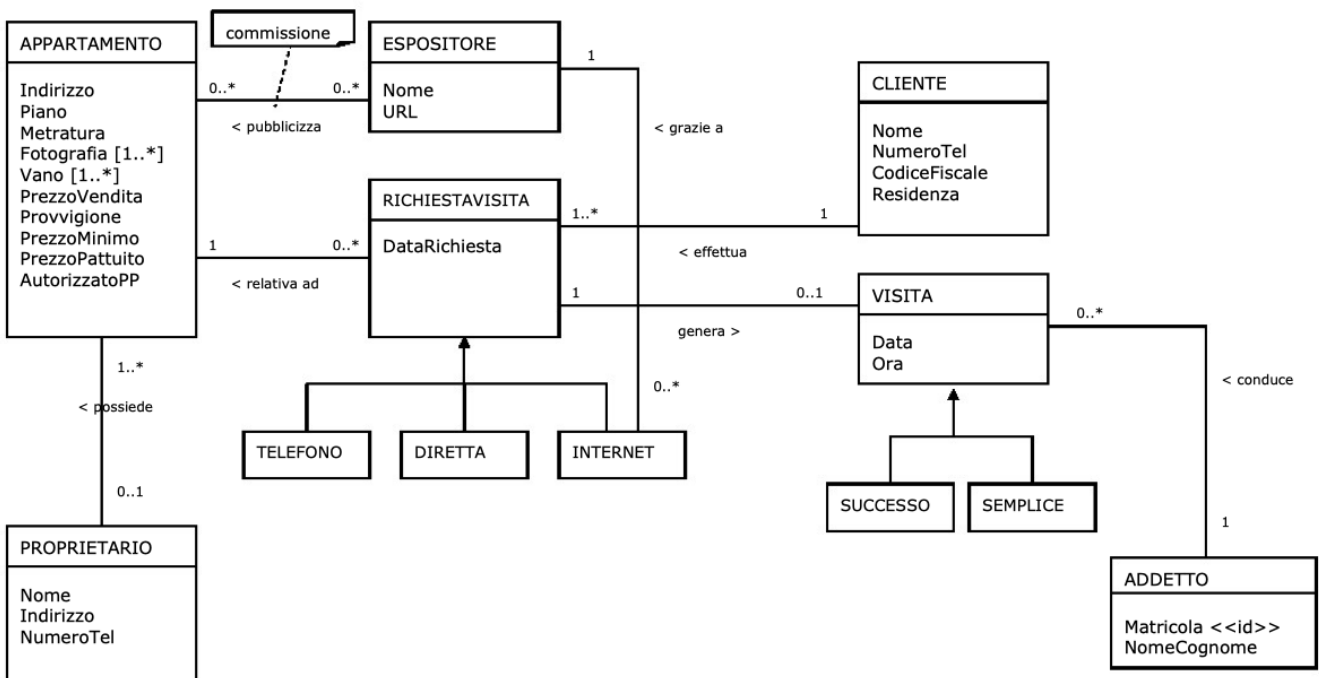 APPARTAMENTO
Indirizzo
Piano
Metratura
Fotografia [1..*]
Vano [1..*]
PrezzoVendita
Provvigione
PrezzoMinimo
PrezzoPattuito
AutorizzatoPP
commissione
0..*
0..*
< pubblicizza
ESPOSITORE
Nome
URL
1
< grazie a
0..*
CLIENTE
Nome
NumeroTel
CodiceFiscale
Residenza
RICHIESTAVISITA
DataRichiesta
1
0..*
< relativa ad
1..*
1
< effettua
1
0..1
genera >
VISITA
Data
Ora
0..*
< conduce
1
1..*
< possiede
0..1
TELEFONO
DIRETTA
INTERNET
SUCCESSO
SEMPLICE
PROPRIETARIO
Nome
Indirizzo
NumeroTel
ADDETTO
Matricola <<id>>
NomeCognome